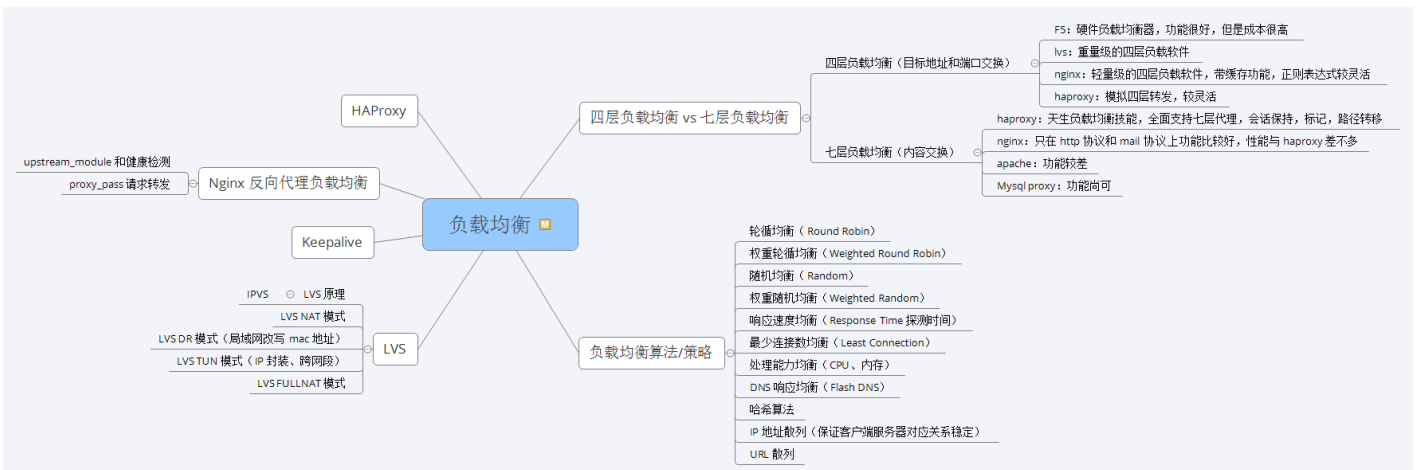 负载均衡
M
四层负载均衡 vs 七层负载均衡
四层负载均衡（目标地址和端口交换）
F5：硬件负载均衡器，功能很好，但是成本很高
lvs：重量级的四层负载软件
nginx：轻量级的四层负载软件，带缓存功能，正则表达式较灵活
haproxy：模拟四层转发，较灵活
七层负载均衡（内容交换）
haproxy：天生负载均衡技能，全面支持七层代理，会话保持，标记，路径转移
nginx：只在 http 协议和 mail 协议上功能比较好，性能与 haproxy 差不多
apache：功能较差
Mysql proxy：功能尚可
负载均衡算法/策略
轮循均衡（Round Robin）
权重轮循均衡（Weighted Round Robin）
随机均衡（Random）
权重随机均衡（Weighted Random）
响应速度均衡（Response Time 探测时间）
最少连接数均衡（Least Connection）
处理能力均衡（CPU、内存）
DNS 响应均衡（Flash DNS）
哈希算法
IP 地址散列（保证客户端服务器对应关系稳定）
URL 散列
HAProxy
Nginx 反向代理负载均衡
upstream_module 和健康检测
proxy_pass 请求转发
Keepalive
LVS
LVS 原理
IPVS
LVS NAT 模式
LVS DR 模式（局域网改写 mac 地址）
LVS TUN 模式（IP 封装、跨网段）
LVS FULLNAT 模式